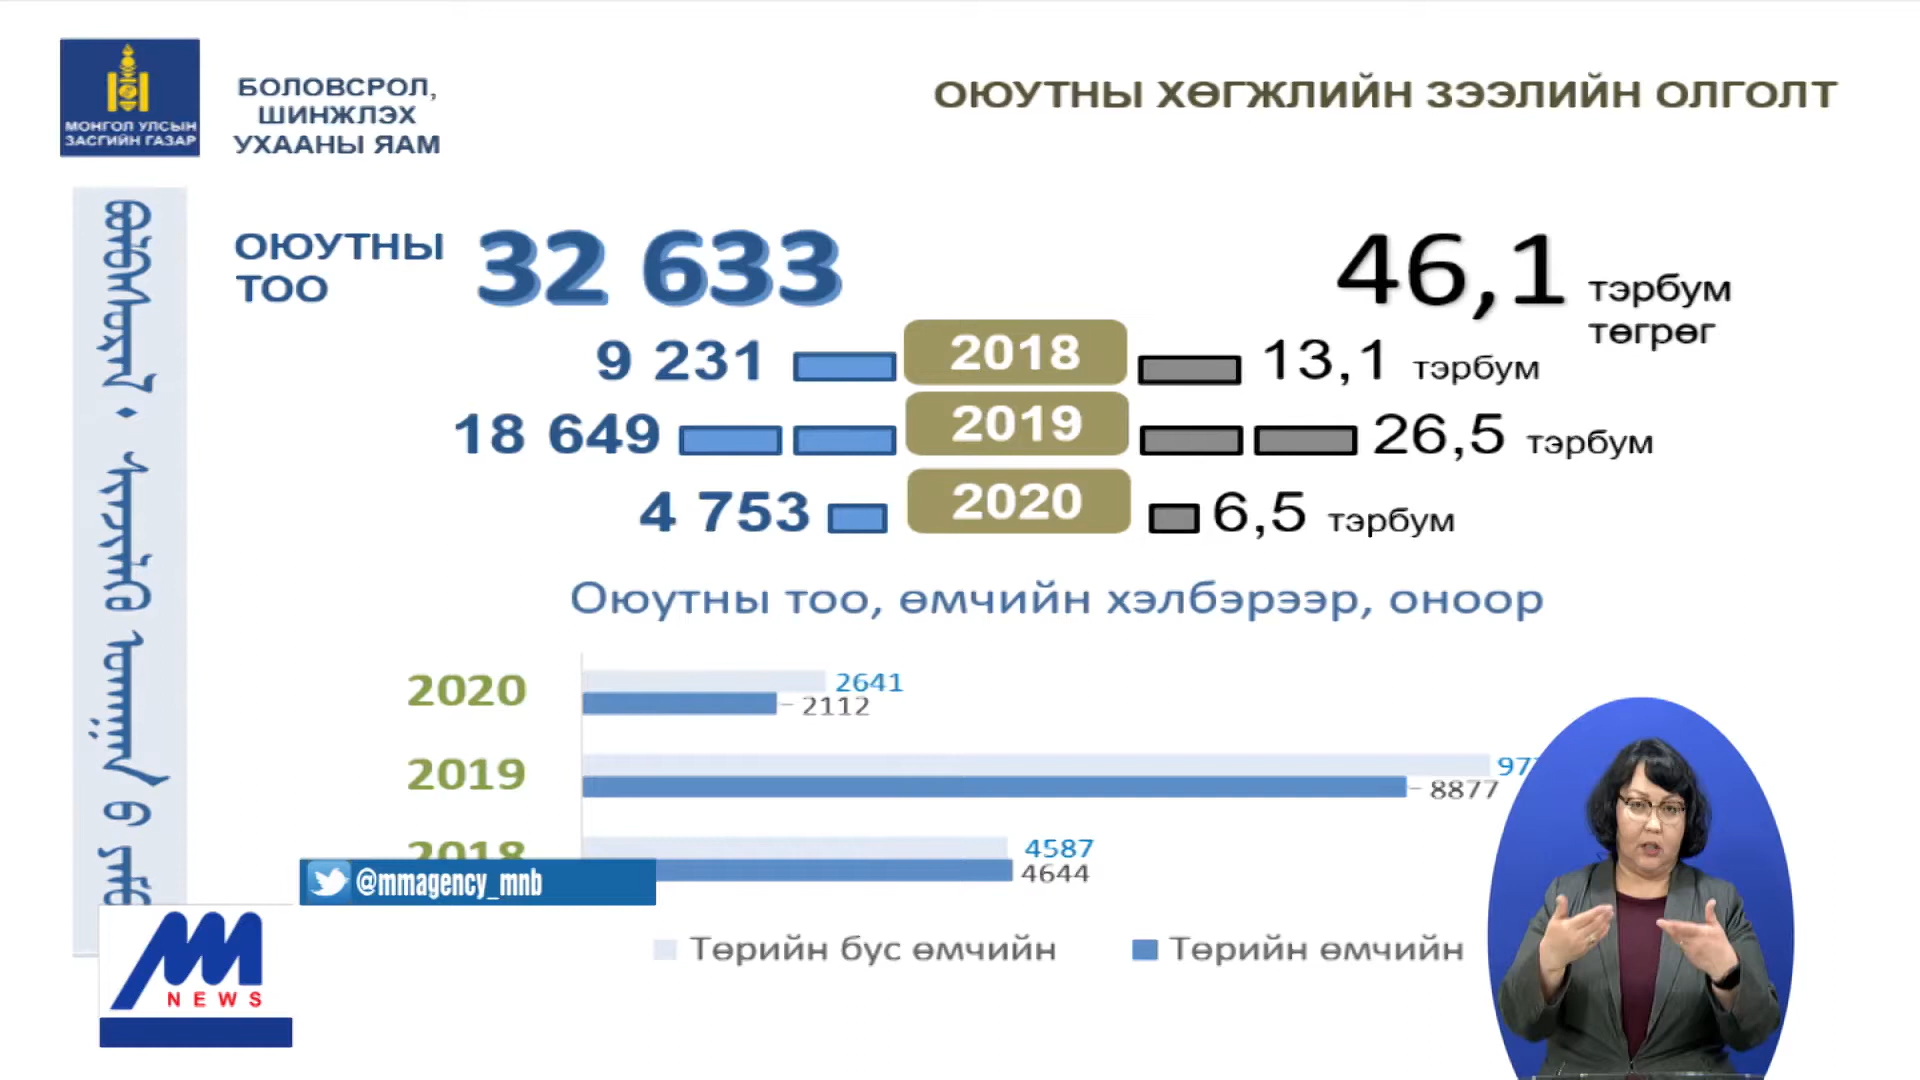 МОНГОЛ УЛСЫН
ЗАСГИЙН ГАЗАР
БОЛОВСРОЛ,
ШИНЖЛЭХ
УХААНЫ ЯАМ
ОЮУТНЫ ХӨГЖЛИЙН ЗЭЭЛИЙН ОЛГОЛТ
ОЮУТНЫ
ТОО
32 633
46,1 тэрбум
төгрөг
9 231 2018 13,1 тэрбум
18 649 2019 26,5 тэрбум
4 753 2020 6,5 тэрбум
Оюутны тоо, өмчийн хэлбэрээр, оноор
2020 2641
2112
2019
8877
2018 4587
4644
@mmagency_mnb
Төрийн бус өмчийн Төрийн өмчийн
NEWS